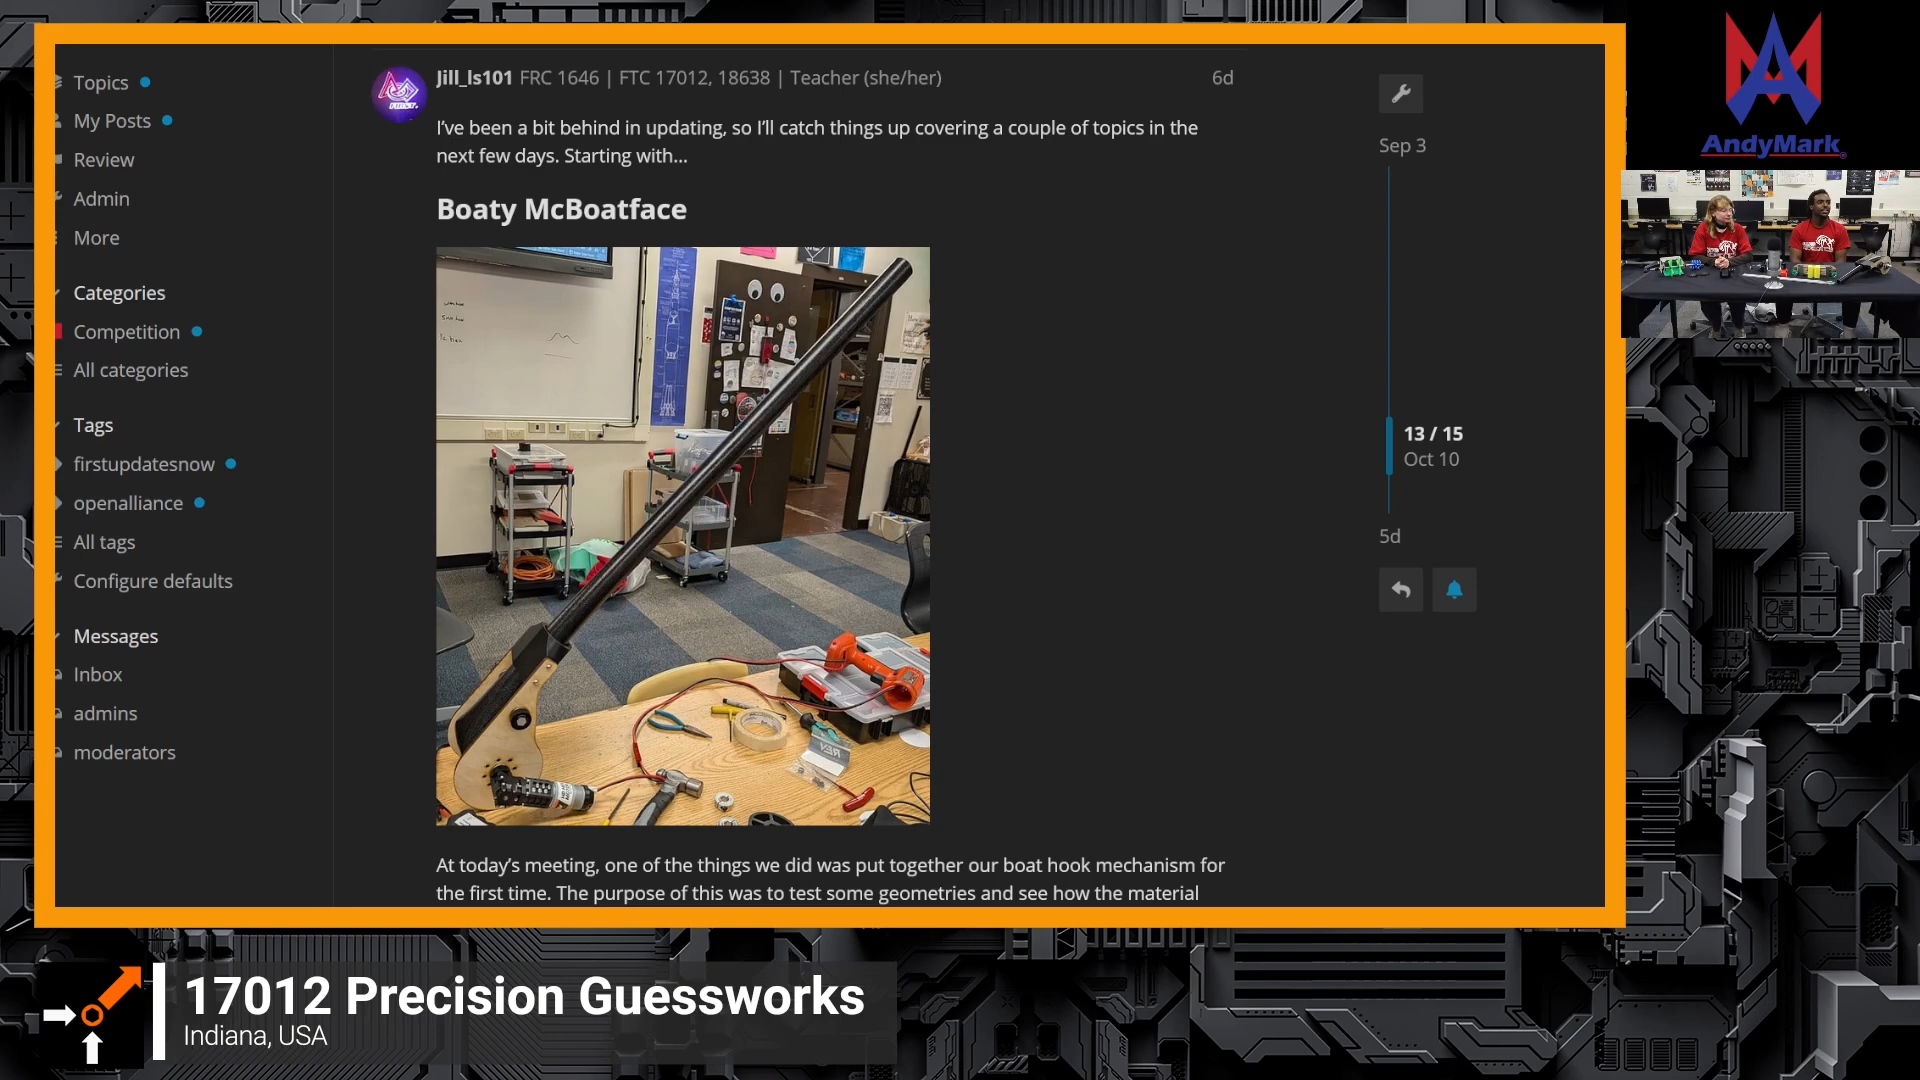 Topics
My Posts
Review
Admin
More
Categories
Competition
All categories
Tags
firstupdatesnow
openalliance
All tags
Configure defaults
Messages
Inbox
admins
moderators
Jill_ls101 FRC 1646 | FTC 17012, 18638 | Teacher (she/her)
6d
I've been a bit behind in updating, so I'll catch things up covering a couple of topics in the
next few days. Starting with...
Boaty McBoatface
REV
At today's meeting, one of the things we did was put together our boat hook mechanism for
the first time. The purpose of this was to test some geometries and see how the material
Sep 3
13 / 15
Oct 10
5d
AndyMark
17012 Precision Guessworks
Indiana, USA